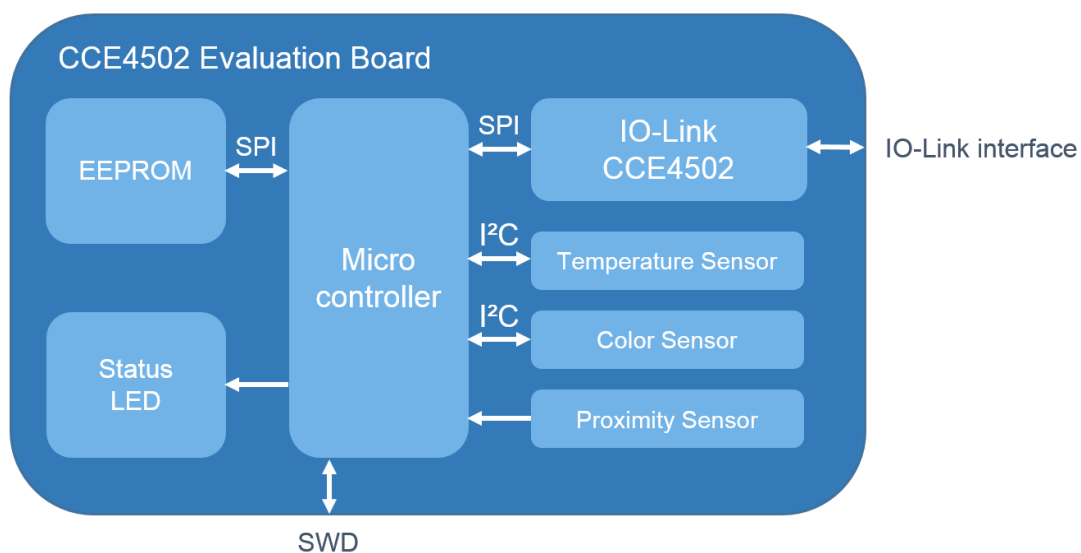 CCE4502 Evaluation Board
EEPROM
SPI
Micro
controller
SPI
IO-Link
CCE4502
IO-Link interface
I²C
Temperature Sensor
I²C
Color Sensor
Status
LED
Proximity Sensor
SWD